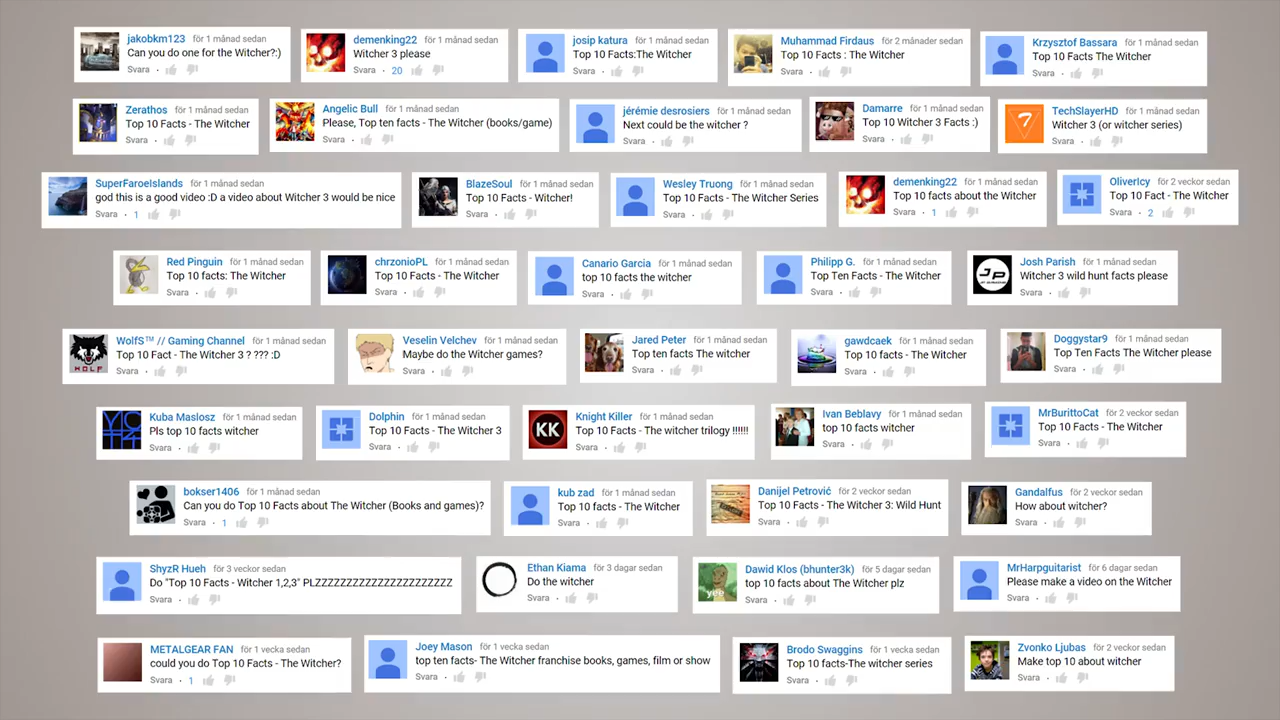 jakobkm123 för 1 månad sedan
Can you do one for the Witcher?:)
Svara ·
demenking22 för 1 månad sedan
Witcher 3 please
Svara · 20
josip katura för 1 månad sedan
Top 10 Facts:The Witcher
Svara ·
Muhammad Firdaus för 2 månader sedan
Top 10 Facts : The Witcher
Svara ·
Krzysztof Bassara för 1 månad sedan
Top 10 Facts The Witcher
Svara ·
Zerathos för 1 månad sedan
Top 10 Facts - The Witcher
Svara ·
Angelic Bull för 1 månad sedan
Please, Top ten facts - The Witcher (books/game)
Svara ·
jérémie desrosiers för 1 månad sedan
Next could be the witcher ?
Svara ·
Damarre för 1 månad sedan
Top 10 Witcher 3 Facts :)
Svara ·
TechSlayerHD för 1 månad sedan
Witcher 3 (or witcher series)
Svara ·
SuperFaroeIslands för 1 månad sedan
god this is a good video :D a video about Witcher 3 would be nice
Svara · 1
BlazeSoul för 1 månad sedan
Top 10 Facts - Witcher!
Svara ·
Wesley Truong för 1 månad sedan
Top 10 Facts - The Witcher Series
Svara ·
demenking22 för 1 månad sedan
Top 10 facts about the Witcher
Svara · 1
OliverIcy för 2 veckor sedan
Top 10 Fact - The Witcher
Svara · 2
Red Pinguin för 1 månad sedan
Top 10 facts: The Witcher
Svara ·
chrzonioPL för 1 månad sedan
Top 10 Facts - The Witcher
Svara ·
Canario Garcia för 1 månad sedan
top 10 facts the witcher
Svara ·
Philipp G. för 1 månad sedan
Top Ten Facts - The Witcher
Svara ·
JP
Josh Parish för 1 månad sedan
Witcher 3 wild hunt facts please
Svara ·
WOLF
WolfS™ // Gaming Channel för 1 månad sedan
Top 10 Fact - The Witcher 3 ? ??? :D
Svara ·
Veselin Velchev för 1 månad sedan
Maybe do the Witcher games?
Svara ·
Jared Peter för 1 månad sedan
Top ten facts The witcher
Svara ·
gawdcaek för 1 månad sedan
Top 10 facts - The Witcher
Svara ·
Doggystar9 för 1 månad sedan
Top Ten Facts The Witcher please
Svara ·
Kuba Maslosz för 1 månad sedan
Pls top 10 facts witcher
Svara ·
Dolphin för 1 månad sedan
Top 10 Facts - The Witcher 3
Svara ·
KK
Knight Killer för 1 månad sedan
Top 10 Facts - The witcher trilogy !!!!!!
Svara ·
Ivan Beblavy för 1 månad sedan
top 10 facts witcher
Svara ·
MrBurittoCat för 2 veckor sedan
Top 10 Facts - The Witcher
Svara ·
bokser1406 för 1 månad sedan
Can you do Top 10 Facts about The Witcher (Books and games)?
Svara · 1
kub zad för 1 månad sedan
Top 10 facts - The Witcher
Svara ·
Danijel Petrović för 2 veckor sedan
Top 10 Facts - The Witcher 3: Wild Hunt
Svara ·
Gandalfus för 2 veckor sedan
How about witcher?
Svara ·
ShyzR Hueh för 3 veckor sedan
Do "Top 10 Facts - Witcher 1,2,3" PLZZZZZZZZZZZZZZZZZZZZZZ
Svara ·
Ethan Kiama för 3 dagar sedan
Do the witcher
Svara ·
yee
Dawid Klos (bhunter3k) för 5 dagar sedan
top 10 facts about The Witcher plz
Svara ·
MrHarpguitarist för 6 dagar sedan
Please make a video on the Witcher
Svara ·
METALGEAR FAN för 1 vecka sedan
could you do Top 10 Facts - The Witcher?
Svara · 1
Joey Mason för 1 vecka sedan
top ten facts- The Witcher franchise books, games, film or show
Svara ·
Brodo Swaggins för 1 vecka sedan
Top 10 facts-The witcher series
Svara ·
Zvonko Ljubas för 2 veckor sedan
Make top 10 about witcher
Svara ·